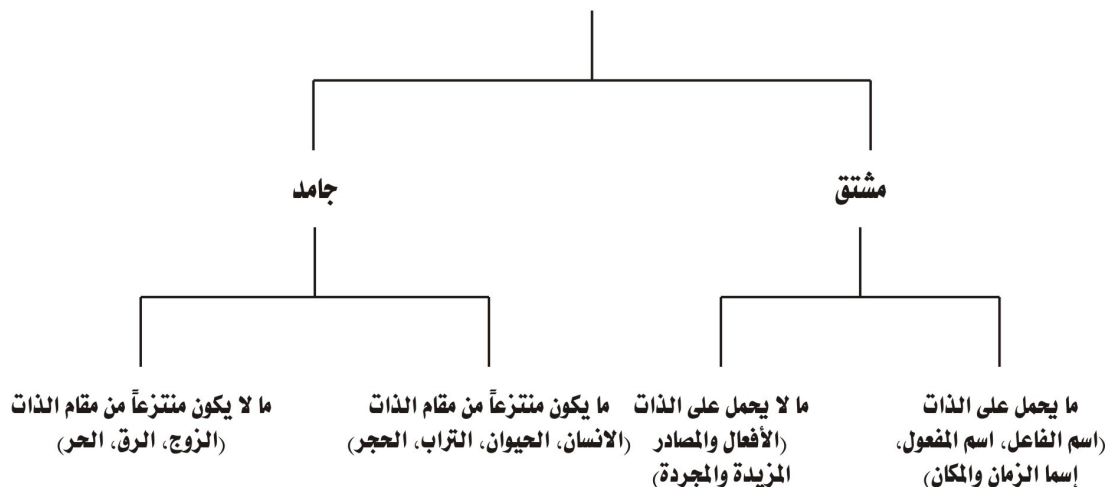 مشتق
جامد
ما يحمل على الذات
(اسم الفاعل، اسم المفعول،
إسما الزمان والمكان)
ما لا يحمل على الذات
(الأفعال والمصادر
المزيدة والمجردة)
ما يكون منتزعاً من مقام الذات
(الانسان، الحيوان، التراب، الحجر)
ما لا يكون منتزعاً من مقام الذات
(الزوج، الرق، الحر)